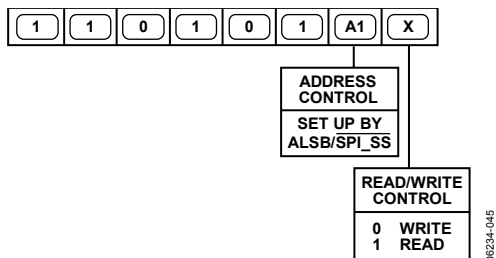 1 1 0 1 0 1 A1 X
ADDRESS
CONTROL
SET UP BY
ALSB/SPI_SS
READ/WRITE
CONTROL
0 WRITE
1 READ
06234-045